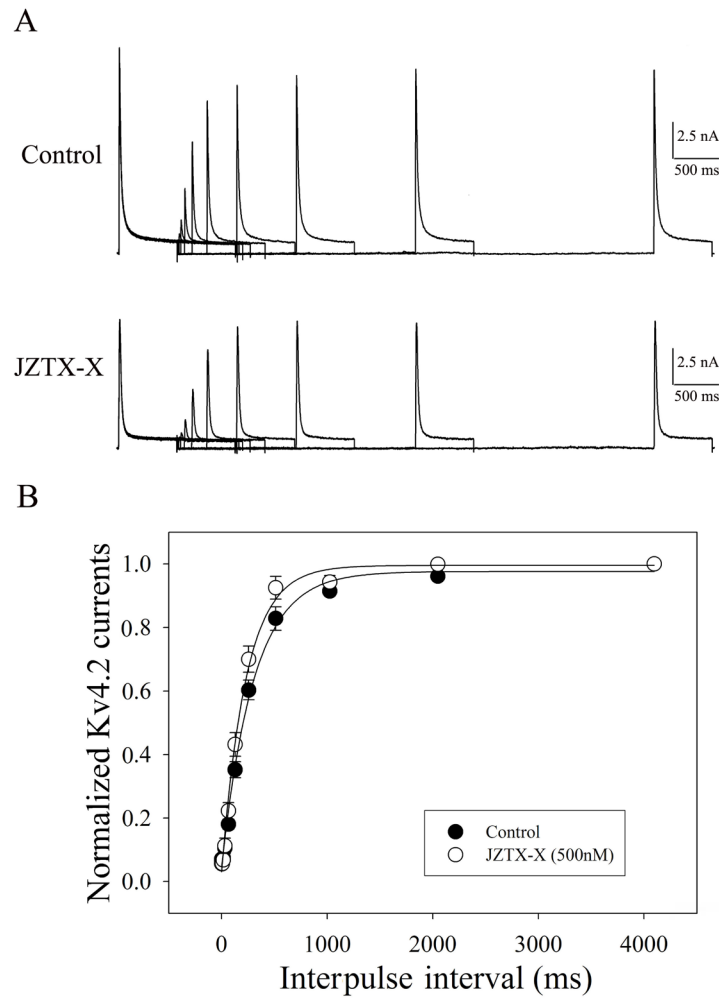 A
Control
2.5 nA
500 ms
JZTX-X
2.5 nA
500 ms
B
Normalized Kv4.2 currents
1.0
0.8
0.6
0.4
0.2
0.0
Control
JZTX-X (500nM)
0 1000 2000 3000 4000
Interpulse interval (ms)